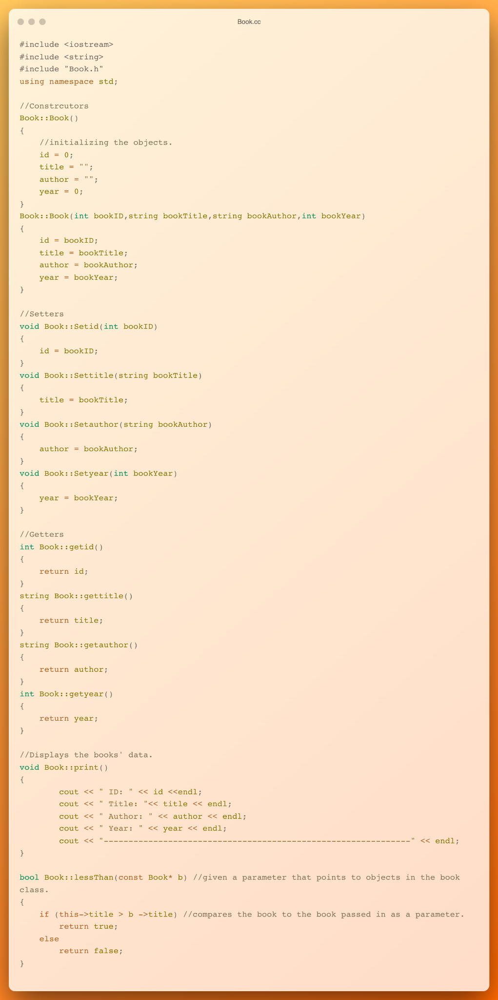 Book.cc
#include <iostream>
#include <string>
#include "Book.h"
using namespace std;

//Constrcutors
Book::Book()
{
    //initializing the objects.
    id = 0;
    title = "";
    author = "";
    year = 0;
}
Book::Book(int bookID,string bookTitle,string bookAuthor,int bookYear)
{
    id = bookID;
    title = bookTitle;
    author = bookAuthor;
    year = bookYear;
}

//Setters
void Book::Setid(int bookID)
{
    id = bookID;
}
void Book::Settitle(string bookTitle)
{
    title = bookTitle;
}
void Book::Setauthor(string bookAuthor)
{
    author = bookAuthor;
}
void Book::Setyear(int bookYear)
{
    year = bookYear;
}

//Getters
int Book::getid()
{
    return id;
}
string Book::gettitle()
{
    return title;
}
string Book::getauthor()
{
    return author;
}
int Book::getyear()
{
    return year;
}

//Displays the books' data.
void Book::print()
{
        cout << " ID: " << id <<endl;
        cout << " Title: "<< title << endl;
        cout << " Author: " << author << endl;
        cout << " Year: " << year << endl;
        cout << "--------------------------------------------------------------" << endl;
}

bool Book::lessThan(const Book* b) //given a parameter that points to objects in the book
class.
{
    if (this->title > b ->title) //compares the book to the book passed in as a parameter.
        return true;
    else
        return false;
}